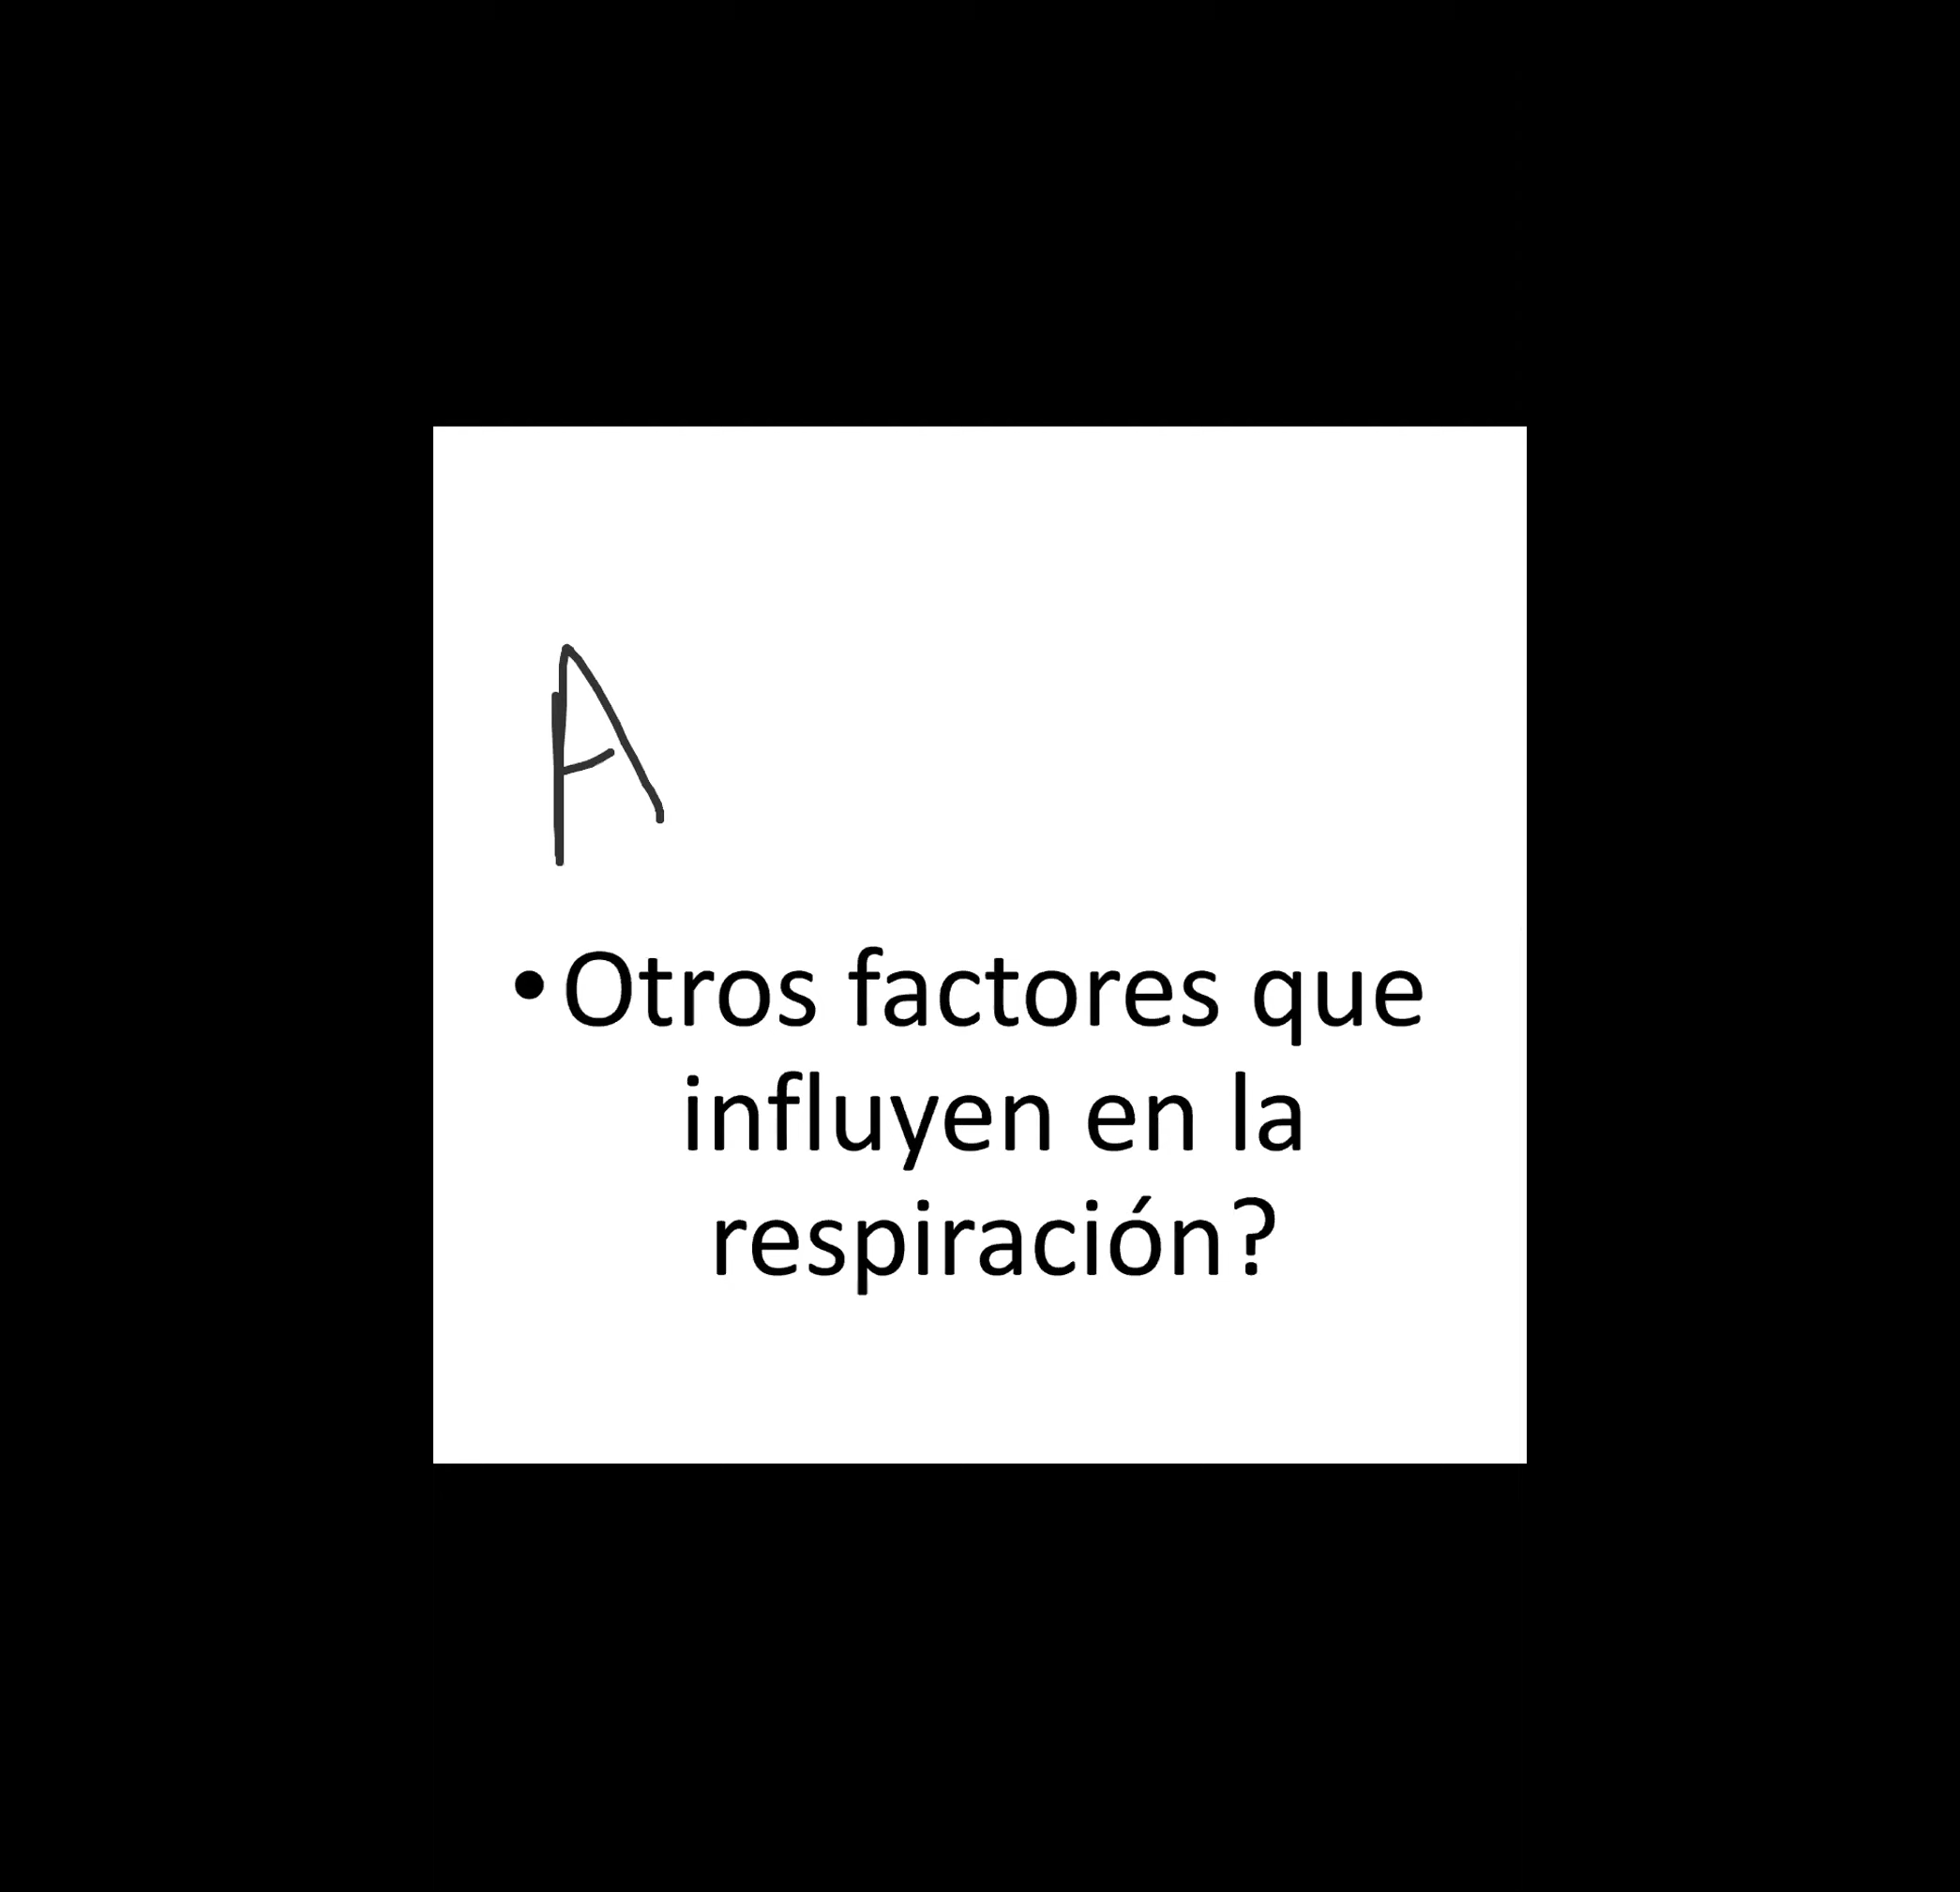 A
• Otros factores que
influyen en la
respiración?